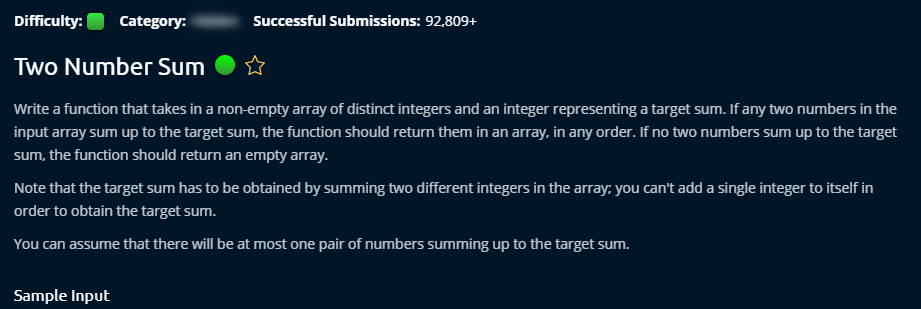 Difficulty: Category: Successful Submissions: 92,809+
Two Number Sum
Write a function that takes in a non-empty array of distinct integers and an integer representing a target sum. If any two numbers in the
input array sum up to the target sum, the function should return them in an array, in any order. If no two numbers sum up to the target
sum, the function should return an empty array.
Note that the target sum has to be obtained by summing two different integers in the array; you can't add a single integer to itself in
order to obtain the target sum.
You can assume that there will be at most one pair of numbers summing up to the target sum.
Sample Input